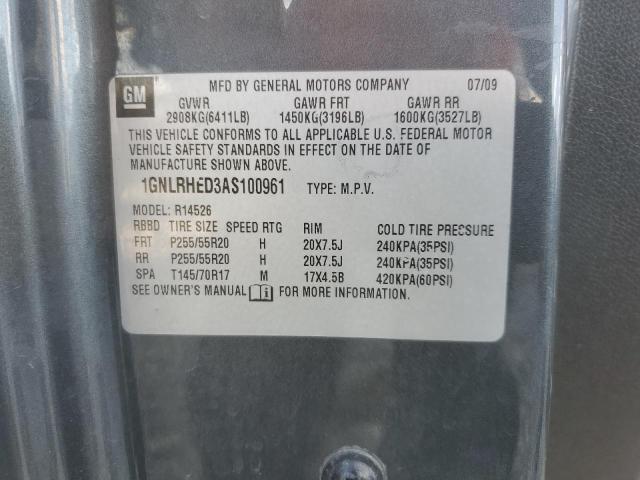 GM
MFD BY GENERAL MOTORS COMPANY 07/09
GVWR GAWR FRT GAWR RR
2908KG(6411LB) 1450KG(3196LB) 1600KG(3527LB)
THIS VEHICLE CONFORMS TO ALL APPLICABLE U.S. FEDERAL MOTOR
VEHICLE SAFETY STANDARDS IN EFFECT ON THE DATE OF
MANUFACTURE SHOWN ABOVE.
1GNLRHED3AS100961 TYPE: M.P.V.
MODEL: R14526
RBBD TIRE SIZE SPEED RTG RIM COLD TIRE PRESSURE
FRT P255/55R20 H 20X7.5J 240KPA(35PSI)
RR P255/55R20 H 20X7.5J 240KPA(35PSI)
SPA T145/70R17 M 17X4.5B 420KPA(60PSI)
SEE OWNER'S MANUAL i FOR MORE INFORMATION.